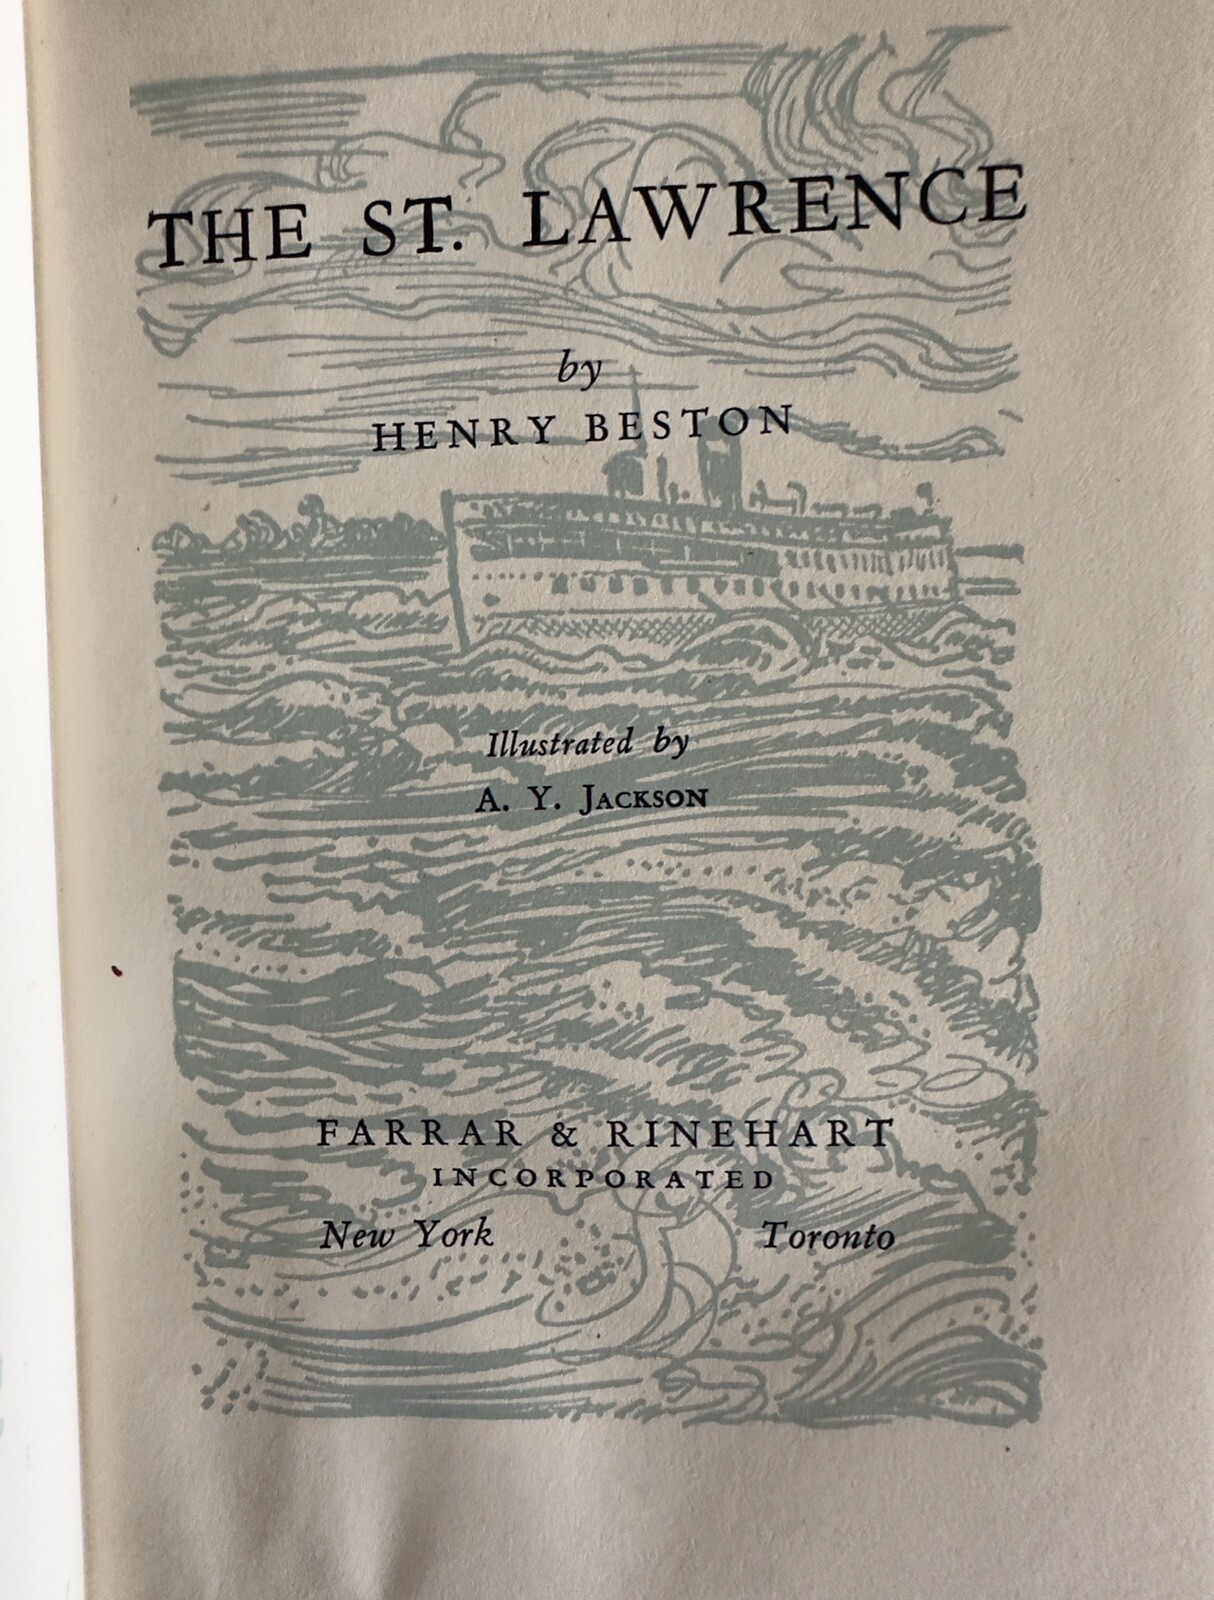 THE ST. LAWRENCE
by
HENRY BESTON
Illustrated by
A. Y. JACKSON
FARRAR & RINEHART
INCORPORATED
New York Toronto